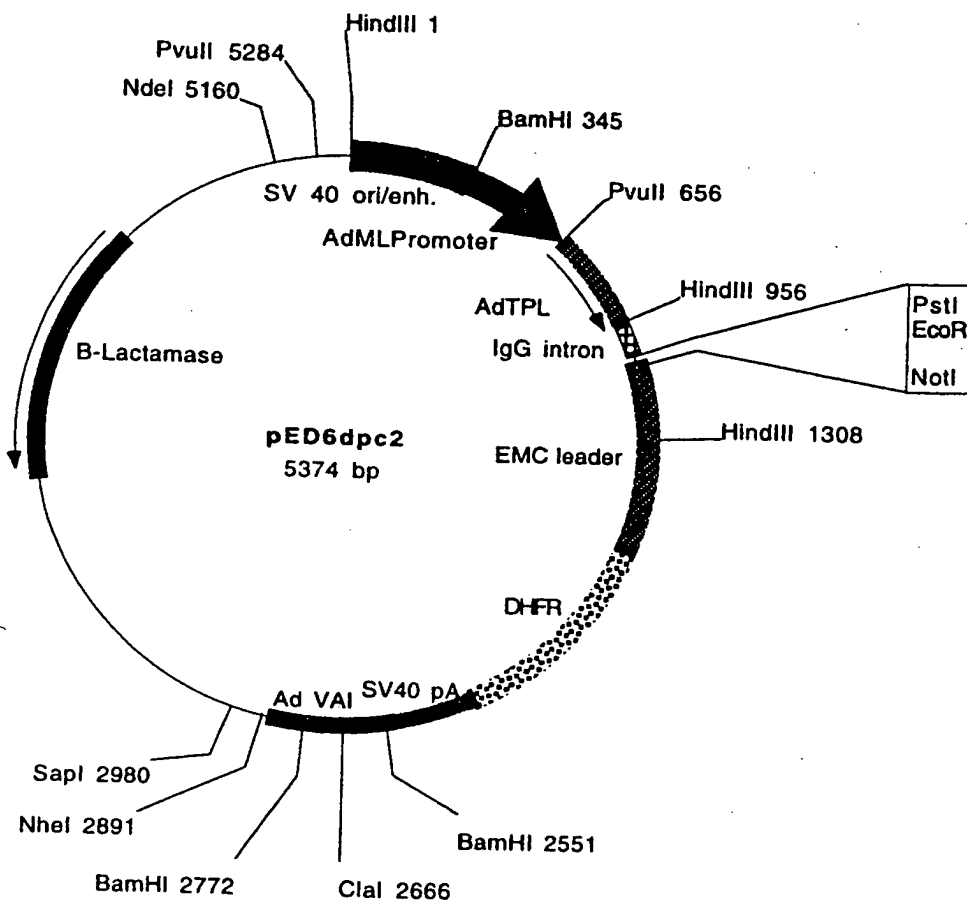 HindIII 1
PvuII 5284
NdeI 5160
BamHI 345
SV 40 ori/enh.
PvuII 656
AdMLPromoter
HindIII 956
AdTPL
PstI
EcoR
IgG intron
NotI
B-Lactamase
pED6dpc2
5374 bp
HindIII 1308
EMC leader
DHFR
Ad VAI
SV40 pA
SapI 2980
NheI 2891
BamHI 2551
BamHI 2772
ClaI 2666